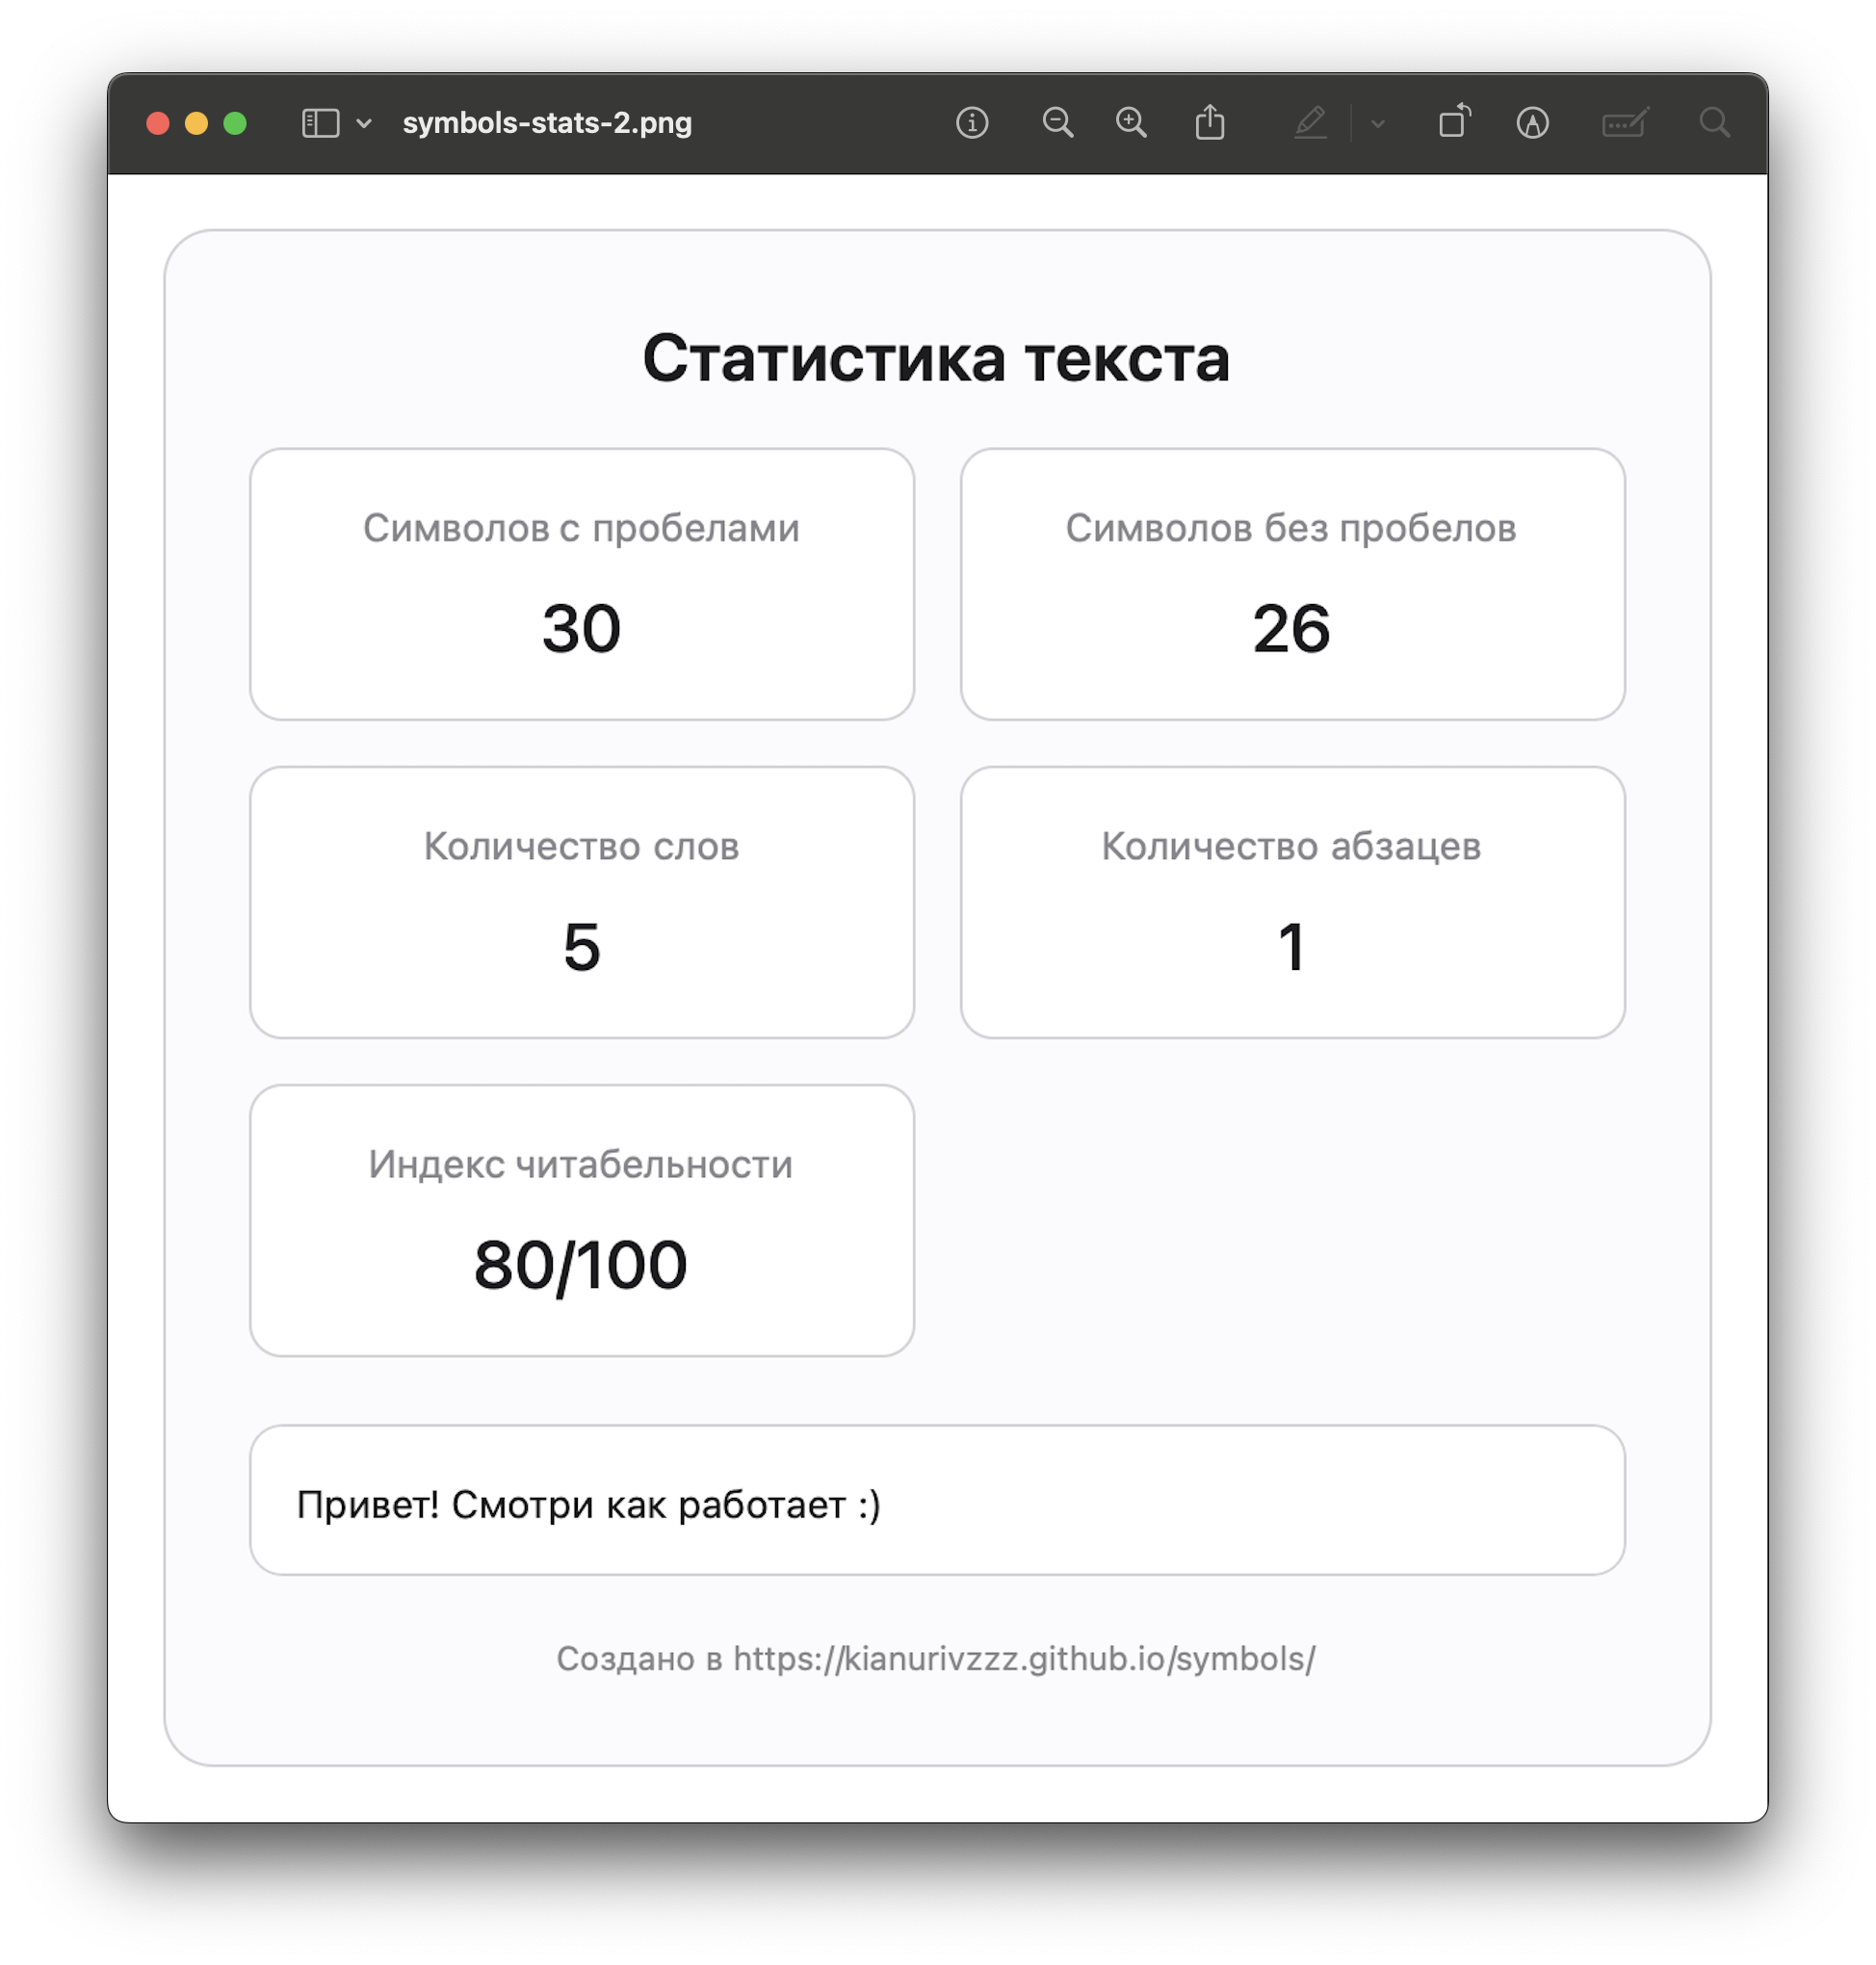 symbols-stats-2.png
Статистика текста
Символов с пробелами
30
Символов без пробелов
26
Количество слов
5
Количество абзацев
1
Индекс читабельности
80/100
Привет! Смотри как работает :)
Создано в https://kianurivzzz.github.io/symbols/